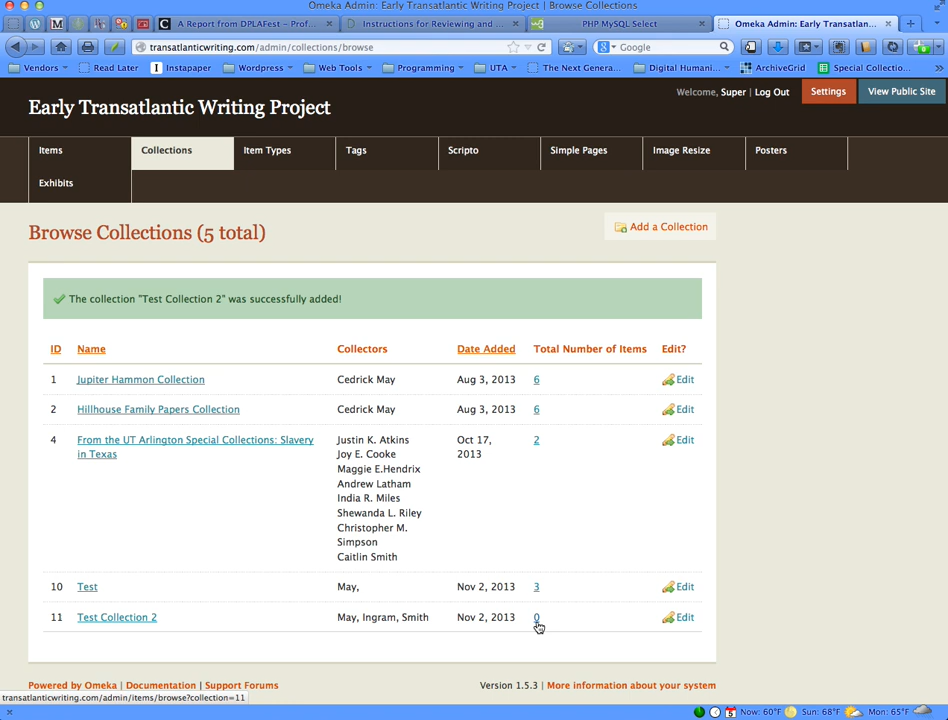 Omeka Admin: Early Transatlantic Writing Project | Browse Collections
A Report from DPLAFest – Prof...
Instructions for Reviewing and ...
PHP MySQL Select
Omeka Admin: Early Transatlan...
transatlanticwriting.com/admin/collections/browse
Google
Vendors
Read Later
Instapaper
Wordpress
Web Tools
Programming
UTA
The Next Genera...
Digital Humani...
ArchiveGrid
Special Collectio...
Early Transatlantic Writing Project
Welcome, Super | Log Out
Settings
View Public Site
Items
Collections
Item Types
Tags
Scripto
Simple Pages
Image Resize
Posters
Exhibits
Browse Collections (5 total)
Add a Collection
The collection "Test Collection 2" was successfully added!
ID Name Collectors Date Added Total Number of Items Edit?
1 Jupiter Hammon Collection Cedrick May Aug 3, 2013 6 Edit
2 Hillhouse Family Papers Collection Cedrick May Aug 3, 2013 6 Edit
4 From the UT Arlington Special Collections: Slavery Justin K. Atkins Oct 17, 2 Edit
in Texas Joy E. Cooke 2013
Maggie E.Hendrix
Andrew Latham
India R. Miles
Shewanda L. Riley
Christopher M.
Simpson
Caitlin Smith
10 Test May, Nov 2, 2013 3 Edit
11 Test Collection 2 May, Ingram, Smith Nov 2, 2013 0 Edit
Powered by Omeka | Documentation | Support Forums
Version 1.5.3 | More information about your system
transatlanticwriting.com/admin/items/browse?collection=11
Now: 60°F
Sun: 68°F
Mon: 65°F